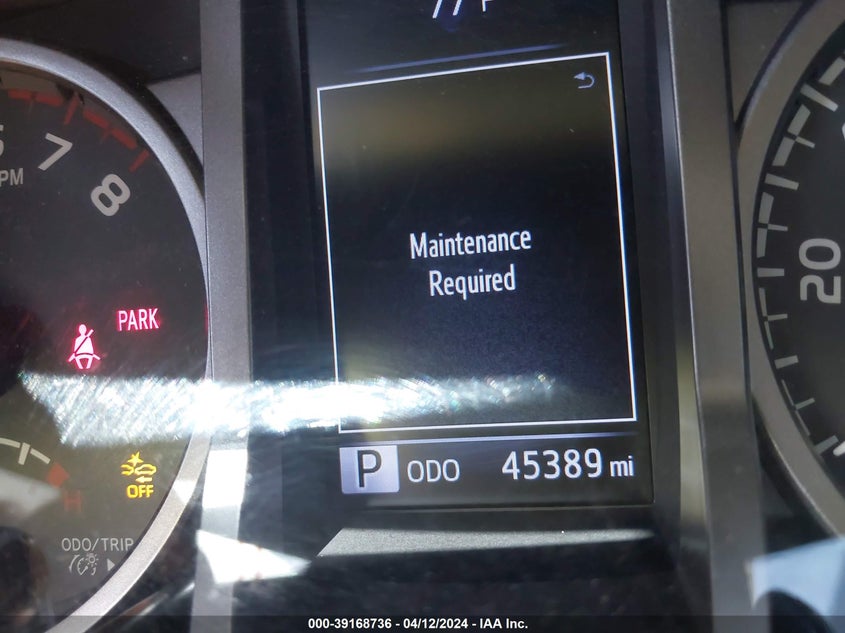 77°F
7
8
PM
Maintenance
Required
PARK
20
P ODO 45389 mi
OFF
H
ODO/TRIP
000-39168736 - 04/12/2024 - IAA Inc.